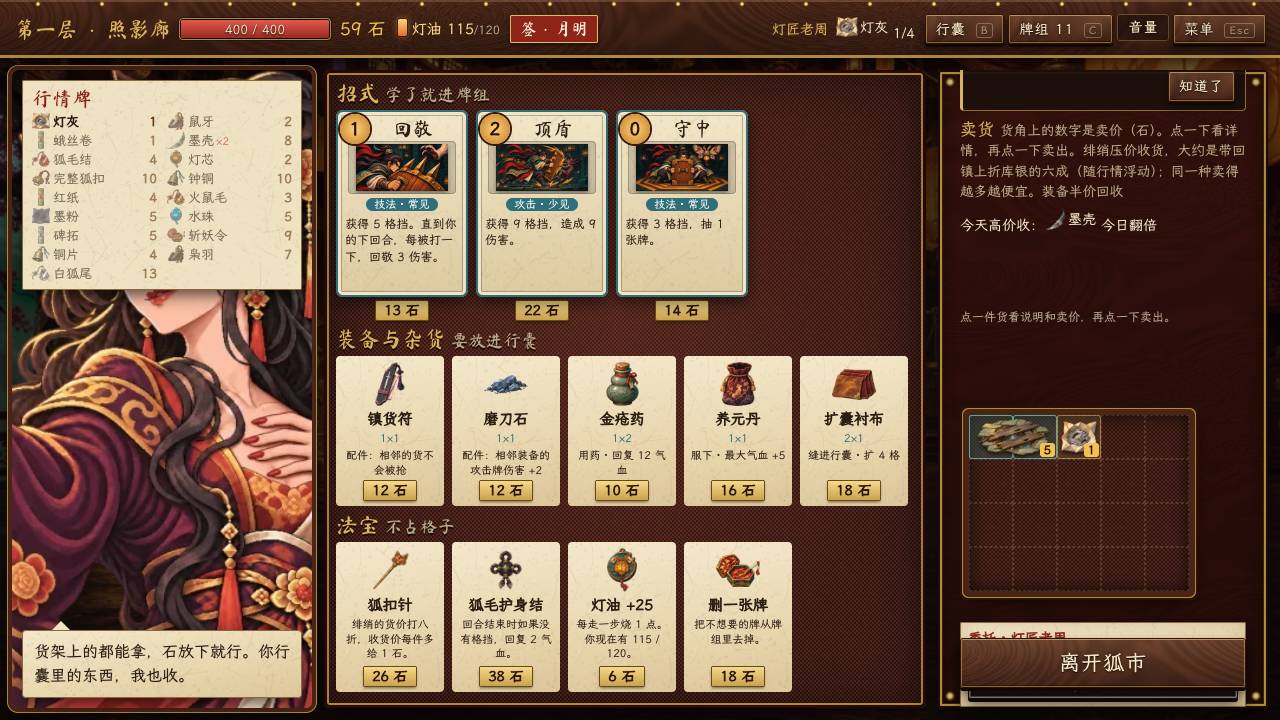 第一层 · 照影廊
400 / 400
59 石
灯油 115/120
签 · 月明
灯匠老周 灯灰 1/4
行囊 B
牌组 11 C
音量
菜单 Esc
行情牌
灯灰 1 鼠牙 2
蛾丝卷 1 墨壳×2 8
狐毛结 4 灯芯 2
完整狐扣 10 钟铜 10
红纸 4 火鼠毛 3
墨粉 5 水珠 5
碑拓 5 斩妖令 9
铜片 4 枭羽 7
白狐尾 13
货架上的都能拿，石放下就行。你行
囊里的东西，我也收。
招式 学了就进牌组
1 回敬
技法·常见
获得 5 格挡。直到你
的下回合，每被打一
下，回敬 3 伤害。
13 石
2 顶盾
攻击·少见
获得 9 格挡，造成 9
伤害。
22 石
0 守中
技法·常见
获得 3 格挡，抽 1
张牌。
14 石
装备与杂货 要放进行囊
镇货符
1×1
配件：相邻的货不
会被抢
12 石
磨刀石
1×1
配件：相邻装备的
攻击牌伤害 +2
12 石
金疮药
1×2
用药·回复 12 气
血
10 石
养元丹
1×1
服下·最大气血 +5
16 石
扩囊衬布
2×1
缝进行囊·扩 4 格
18 石
法宝 不占格子
狐扣针
绯绡的货价打八
折，收货价每件多
给 1 石。
26 石
狐毛护身结
回合结束时如果没
有格挡，回复 2 气
血。
38 石
灯油 +25
每走一步烧 1 点。
你现在有 115 /
120。
6 石
删一张牌
把不想要的牌从牌
组里去掉。
18 石
知道了
卖货 货角上的数字是卖价（石）。点一下看详
情，再点一下卖出。绯绡压价收货，大约是带回
镇上折库银的六成（随行情浮动）；同一种卖得
越多越便宜。装备半价回收
今天高价收： 墨壳 今日翻倍
点一件货看说明和卖价，再点一下卖出。
5
1
委托·灯匠老周
离开狐市